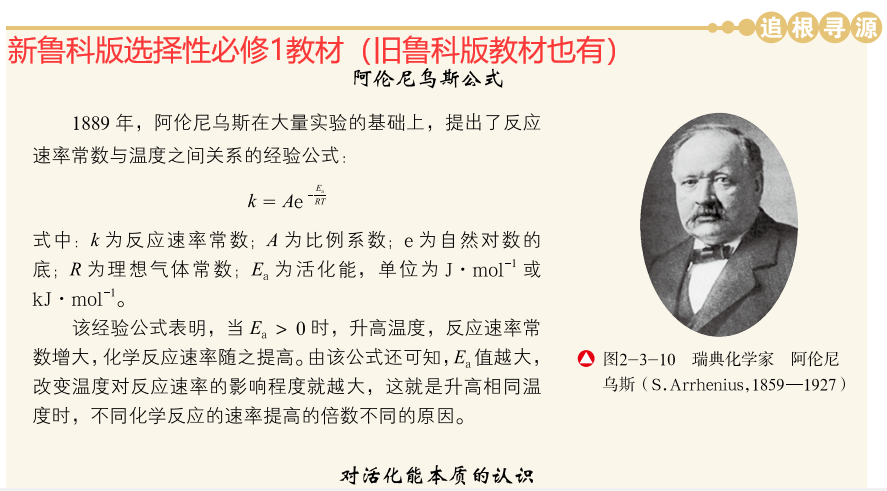 追根寻源
新鲁科版选择性必修1教材（旧鲁科版教材也有）
阿伦尼乌斯公式
1889 年，阿伦尼乌斯在大量实验的基础上，提出了反应
速率常数与温度之间关系的经验公式：
k = Ae^{-\frac{E_a}{RT}}
式中：k 为反应速率常数；A 为比例系数；e 为自然对数的
底；R 为理想气体常数；Eₐ 为活化能，单位为 J·mol⁻¹ 或
kJ·mol⁻¹。
该经验公式表明，当 Eₐ > 0 时，升高温度，反应速率常
数增大，化学反应速率随之提高。由该公式还可知，Eₐ 值越大，
改变温度对反应速率的影响程度就越大，这就是升高相同温
度时，不同化学反应的速率提高的倍数不同的原因。
图2-3-10 瑞典化学家 阿伦尼
乌斯（S.Arrhenius,1859—1927）
对活化能本质的认识